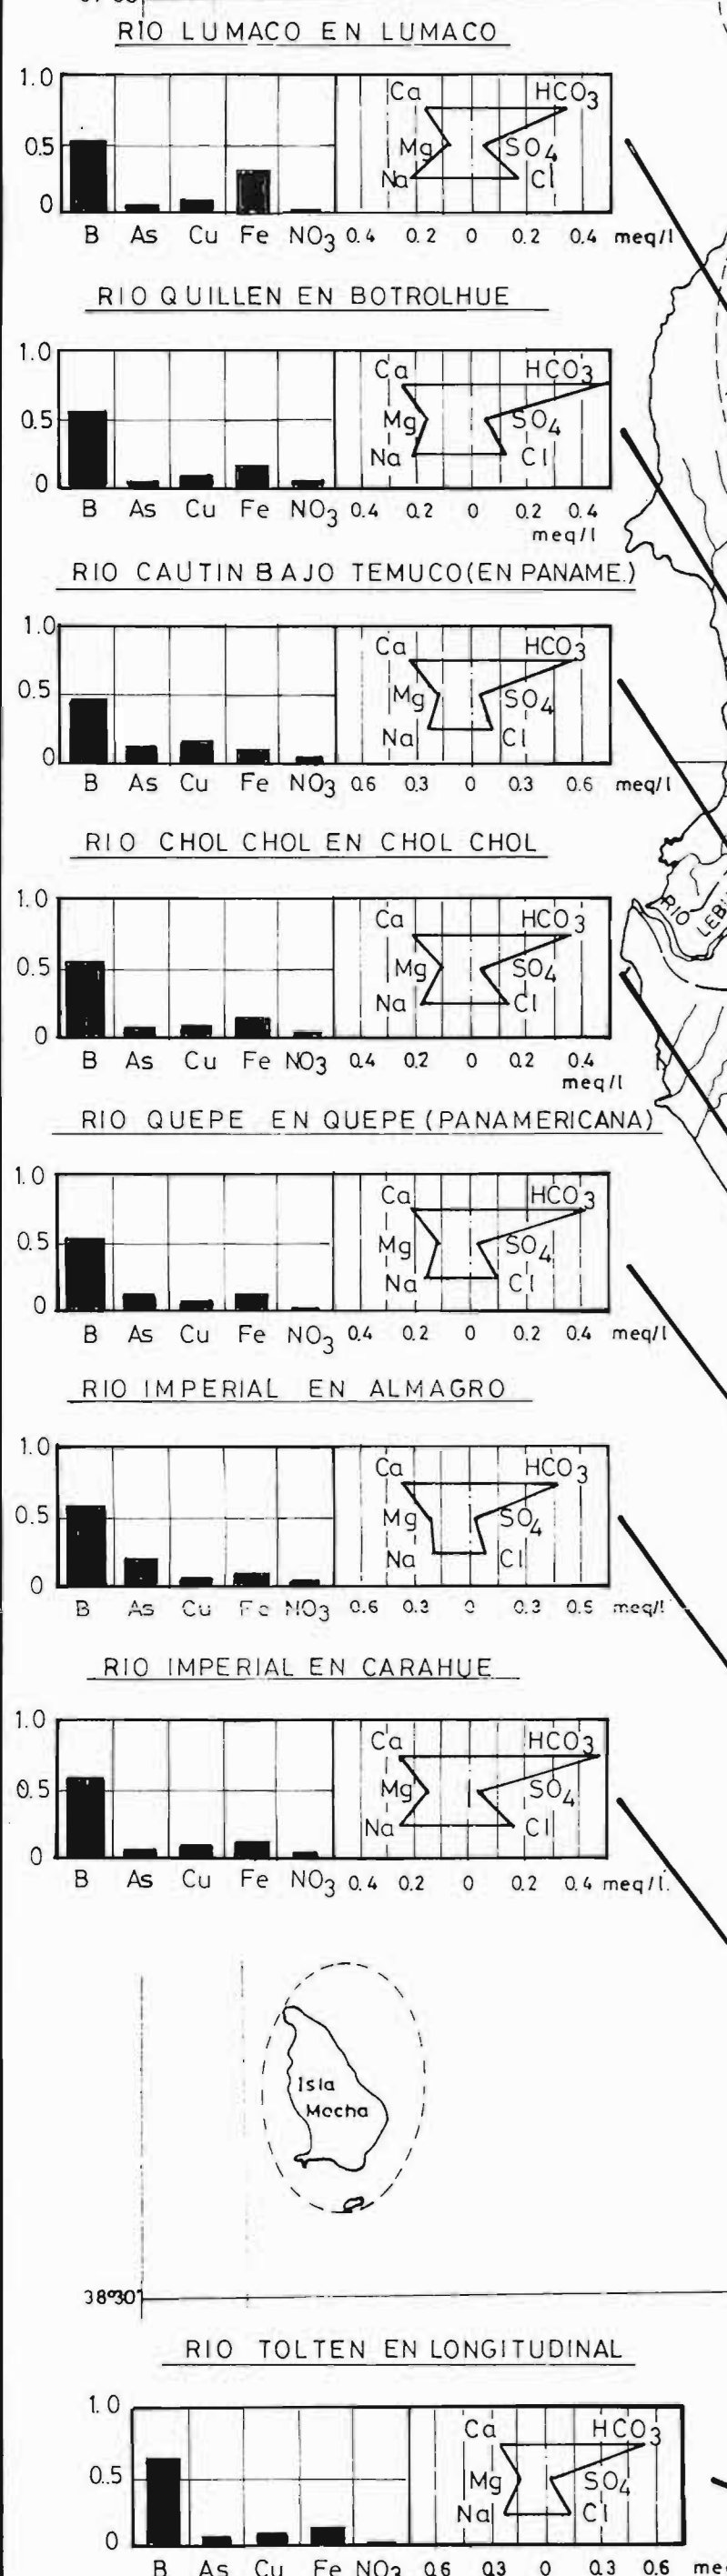 RIO LUMACO EN LUMACO
1.0
Ca HCO3
0.5
Mg SO4
Na Cl
0
B As Cu Fe NO3 0.4 0.2 0 0.2 0.4 meq/l
RIO QUILLEN EN BOTROLHUE
1.0
Ca HCO3
0.5
Mg SO4
Na Cl
0
B As Cu Fe NO3 0.4 0.2 0 0.2 0.4
meq/l
RIO CAUTIN BAJO TEMUCO(EN PANAME.)
1.0
Ca HCO3
0.5
Mg SO4
Na Cl
0
B As Cu Fe NO3 0.6 0.3 0 0.3 0.6 meq/l
RIO CHOL CHOL EN CHOL CHOL
1.0
Ca HCO3
RIO LEB
0.5
Mg SO4
Na Cl
0
B As Cu Fe NO3 0.4 0.2 0 0.2 0.4
meq/l
RIO QUEPE EN QUEPE (PANAMERICANA)
1.0
Ca HCO3
0.5
Mg SO4
Na Cl
0
B As Cu Fe NO3 0.4 0.2 0 0.2 0.4 meq/l
RIO IMPERIAL EN ALMAGRO
1.0
Ca HCO3
0.5
Mg SO4
Na Cl
0
B As Cu Fe NO3 0.6 0.3 0 0.3 meq/l
RIO IMPERIAL EN CARAHUE
1.0
Ca HCO3
0.5
Mg SO4
Na Cl
0
B As Cu Fe NO3 0.4 0.2 0 0.2 0.4 meq/l.
Isla
Mocha
38°30'
RIO TOLTEN EN LONGITUDINAL
1.0
Ca HCO3
0.5
Mg SO4
Na Cl
0
B As Cu Fe NO3 0.6 0.3 0 0.3 0.6 me